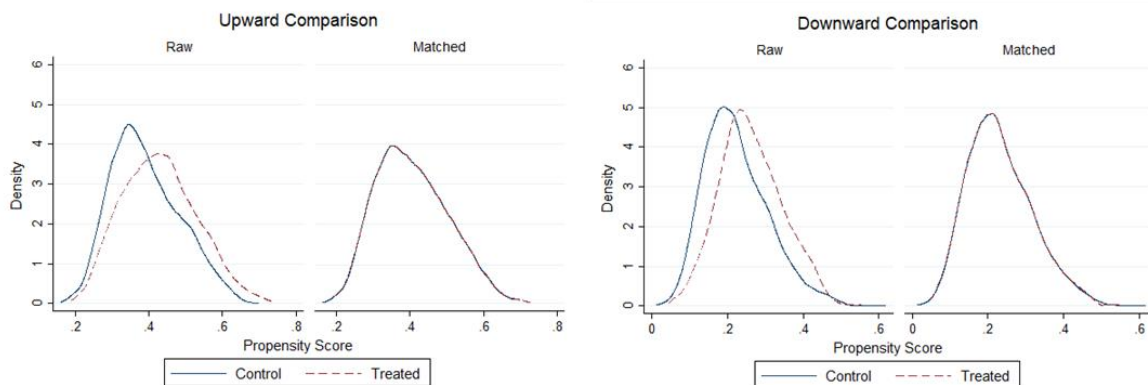 Upward Comparison
Raw
Matched
6
5
4
3
2
1
0
Density
.2
.4
.6
.8
.2
.4
.6
.8
Propensity Score
Control
Treated
Downward Comparison
Raw
Matched
6
5
4
3
2
1
0
Density
0
.2
.4
.6
0
.2
.4
.6
Propensity Score
Control
Treated